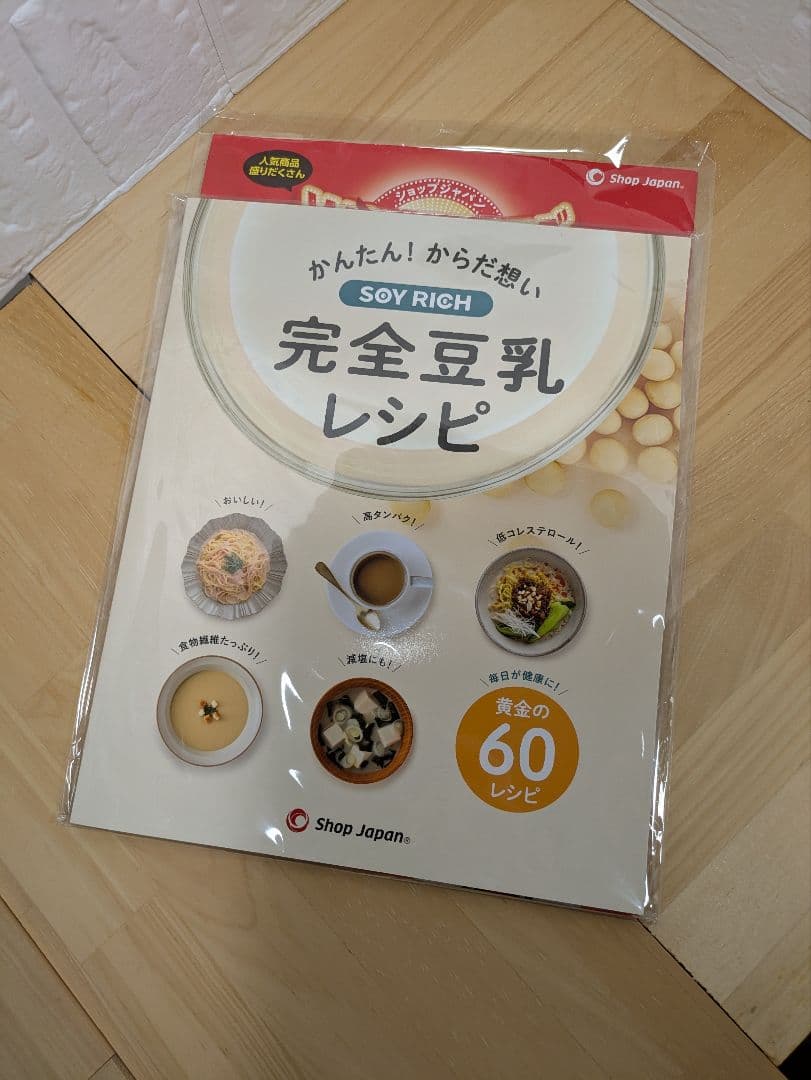 人気商品
盛りだくさん
Shop Japan®
ショップジャパン
かんたん！からだ想い
SOY RICH
完全豆乳
レシピ
おいしい！
高タンパク！
低コレステロール！
食物繊維たっぷり！
減塩にも！
毎日が健康に！
黄金の
60
レシピ
Shop Japan®